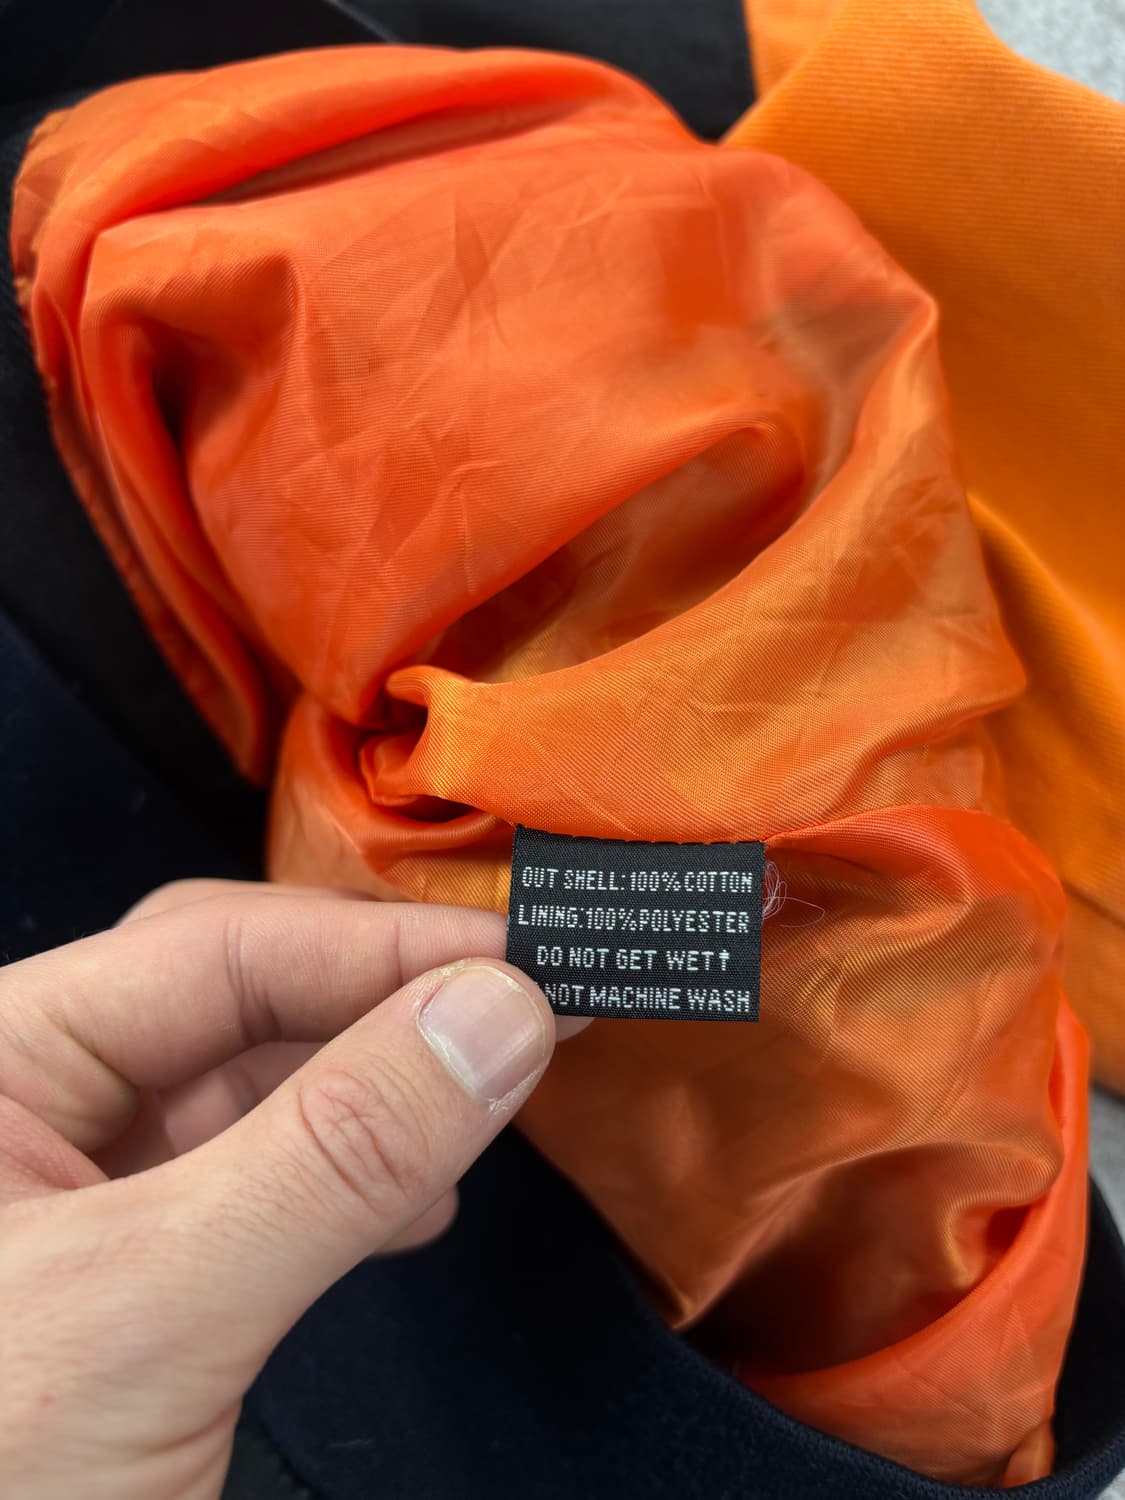 OUT SHELL:100%COTTON
LINING:100%POLYESTER
DO NOT GET WET†
NOT MACHINE WASH